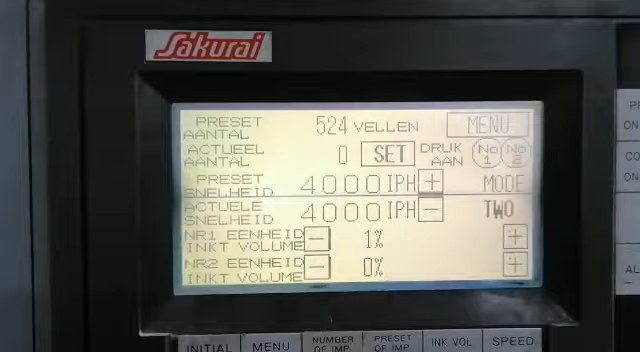 Sakurai
PRESET AANTAL 524 VELLEN MENU
ACTUEEL AANTAL 0 SET DRUK AAN No 1 No 2
PRESET SNELHEID 4000 IPH + MODE
ACTUELE SNELHEID 4000 IPH − TWO
NR1 EENHEID INKT VOLUME − 1% +
NR2 EENHEID INKT VOLUME − 0% +
INITIAL MENU NUMBER OF IMP PRESET OF IMP INK VOL SPEED